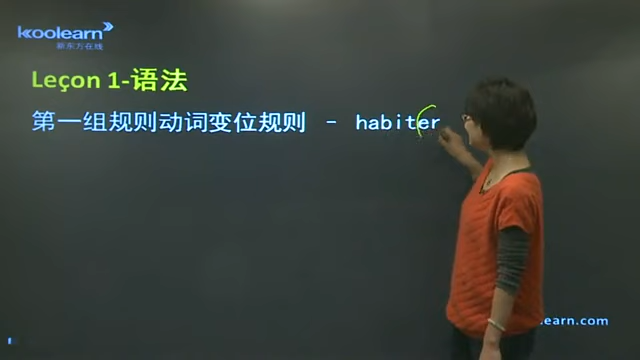 koolearn
新东方在线
Leçon 1-语法
第一组规则动词变位规则 - habiter
learn.com